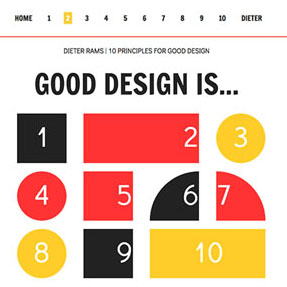 HOME 1 2 3 4 5 6 7 8 9 10 DIETER
DIETER RAMS | 10 PRINCIPLES FOR GOOD DESIGN
GOOD DESIGN IS...
1 2 3
4 5 6 7
8 9 10